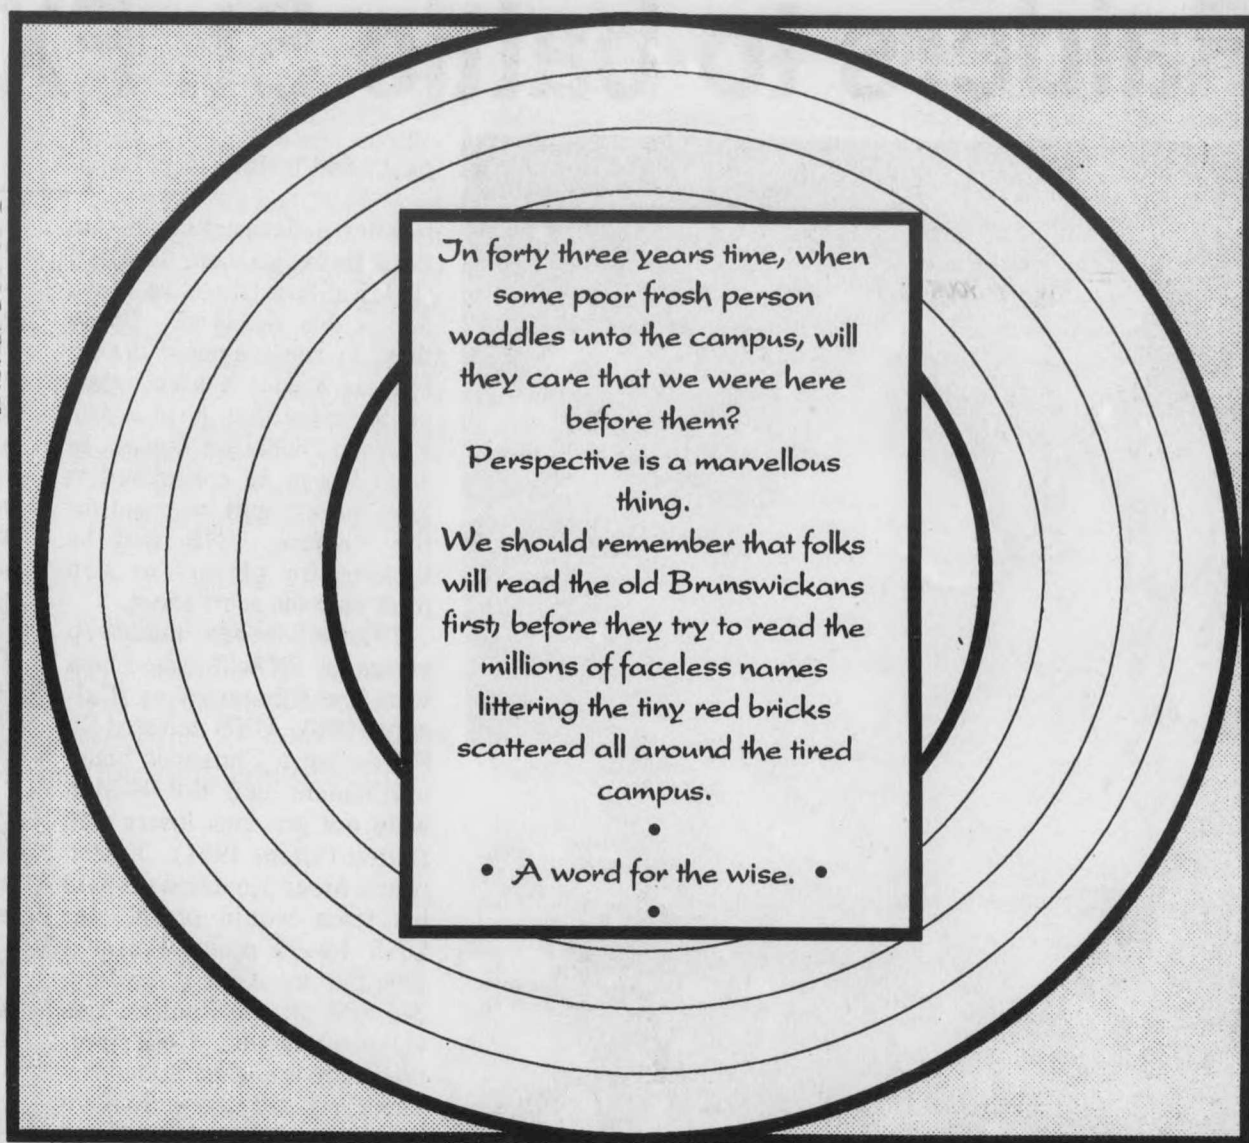 In forty three years time, when
some poor frosh person
waddles unto the campus, will
they care that we were here
before them?
Perspective is a marvellous
thing.
We should remember that folks
will read the old Brunswickans
first, before they try to read the
millions of faceless names
littering the tiny red bricks
scattered all around the tired
campus.
•
• A word for the wise. •
•